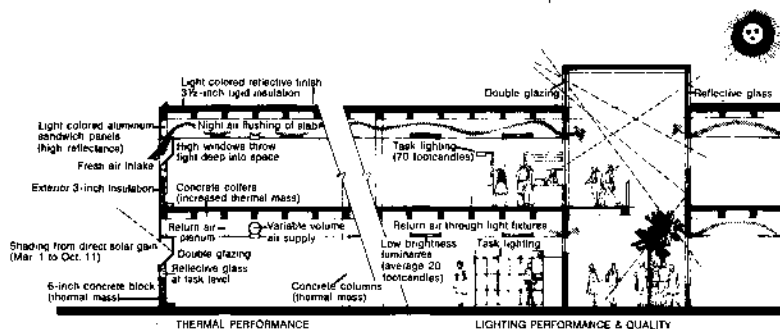 Light colored reflective finish
3½-inch rigid insulation
Double glazing
Reflective glass
Light colored aluminum
sandwich panels
(high reflectance)
Night air flushing of slab
High windows throw
light deep into space
Fresh air intake
Task lighting
(70 footcandles)
Exterior 3-inch insulation
Concrete coffers
(increased thermal mass)
Return air
plenum
Variable volume
air supply
Return air through light fixtures
Shading from direct solar gain
(Mar. 1 to Oct. 11)
Double glazing
Low brightness
luminaires
(average 20
footcandles)
Task lighting
Reflective glass
at task level
6-inch concrete block
(thermal mass)
Concrete columns
(thermal mass)
THERMAL PERFORMANCE
LIGHTING PERFORMANCE & QUALITY